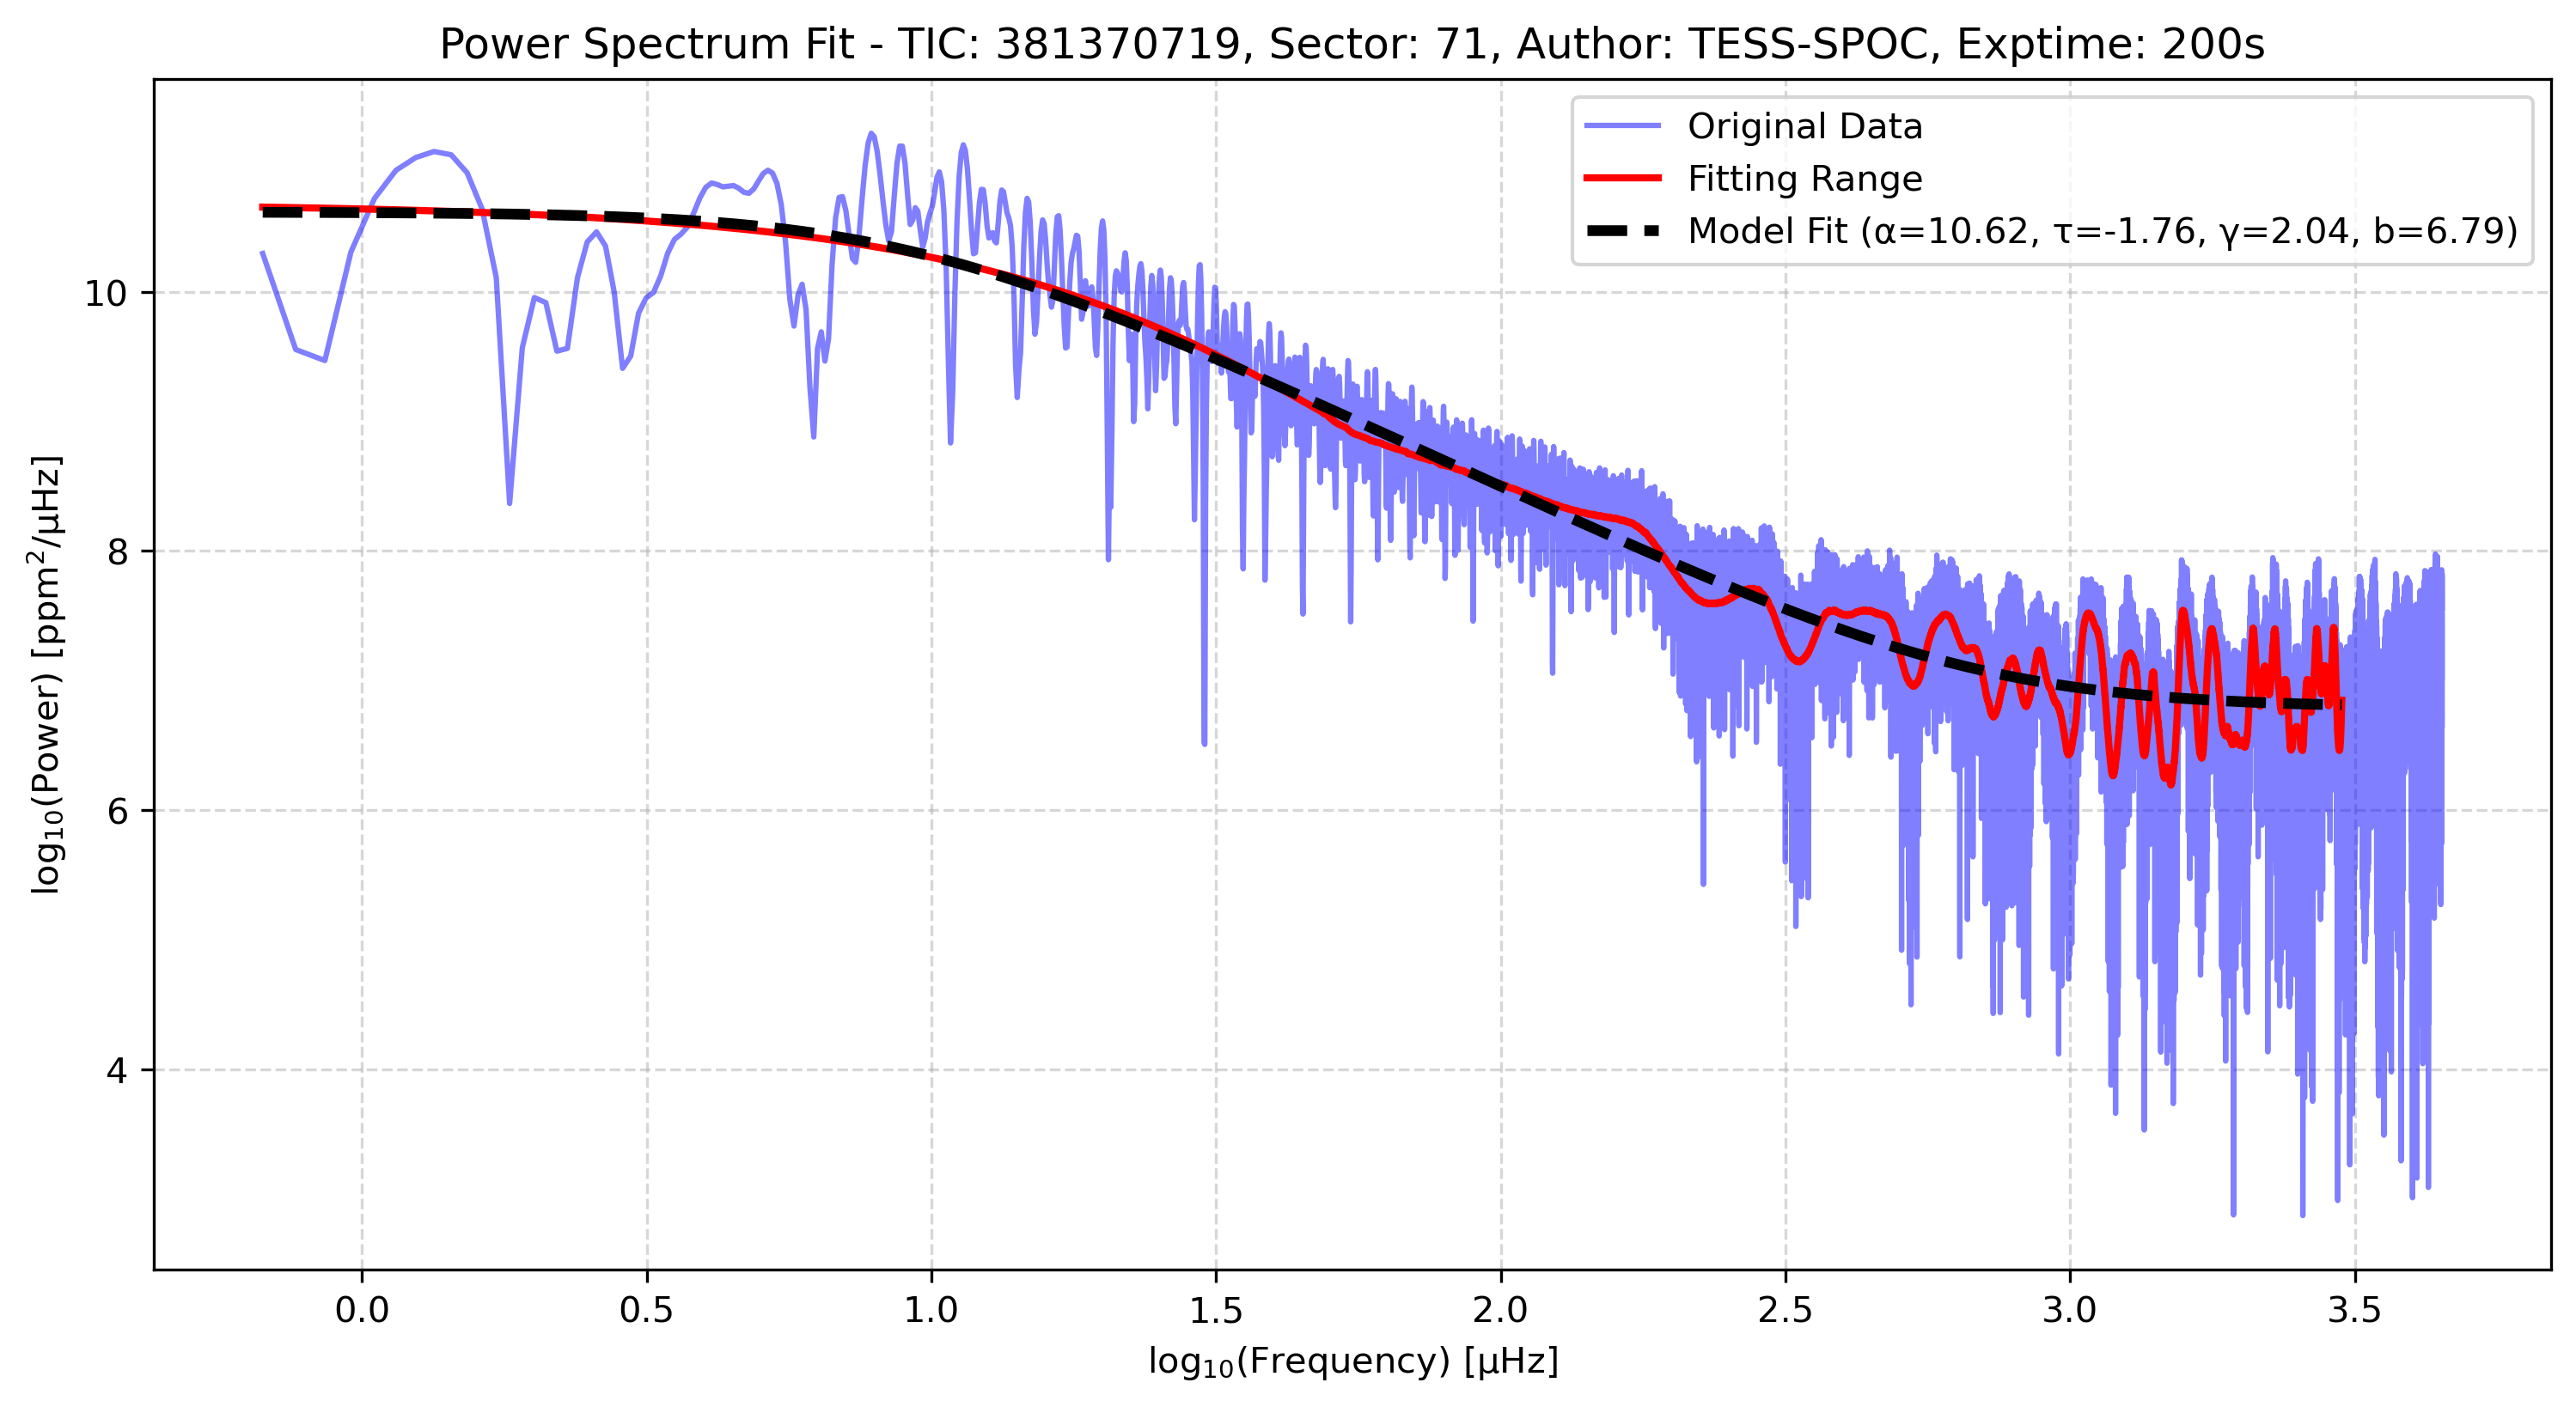 Power Spectrum Fit - TIC: 381370719, Sector: 71, Author: TESS-SPOC, Exptime: 200s
Original Data
Fitting Range
Model Fit (α=10.62, τ=-1.76, γ=2.04, b=6.79)
log₁₀(Power) [ppm²/μHz]
10
8
6
4
0.0 0.5 1.0 1.5 2.0 2.5 3.0 3.5
log₁₀(Frequency) [μHz]